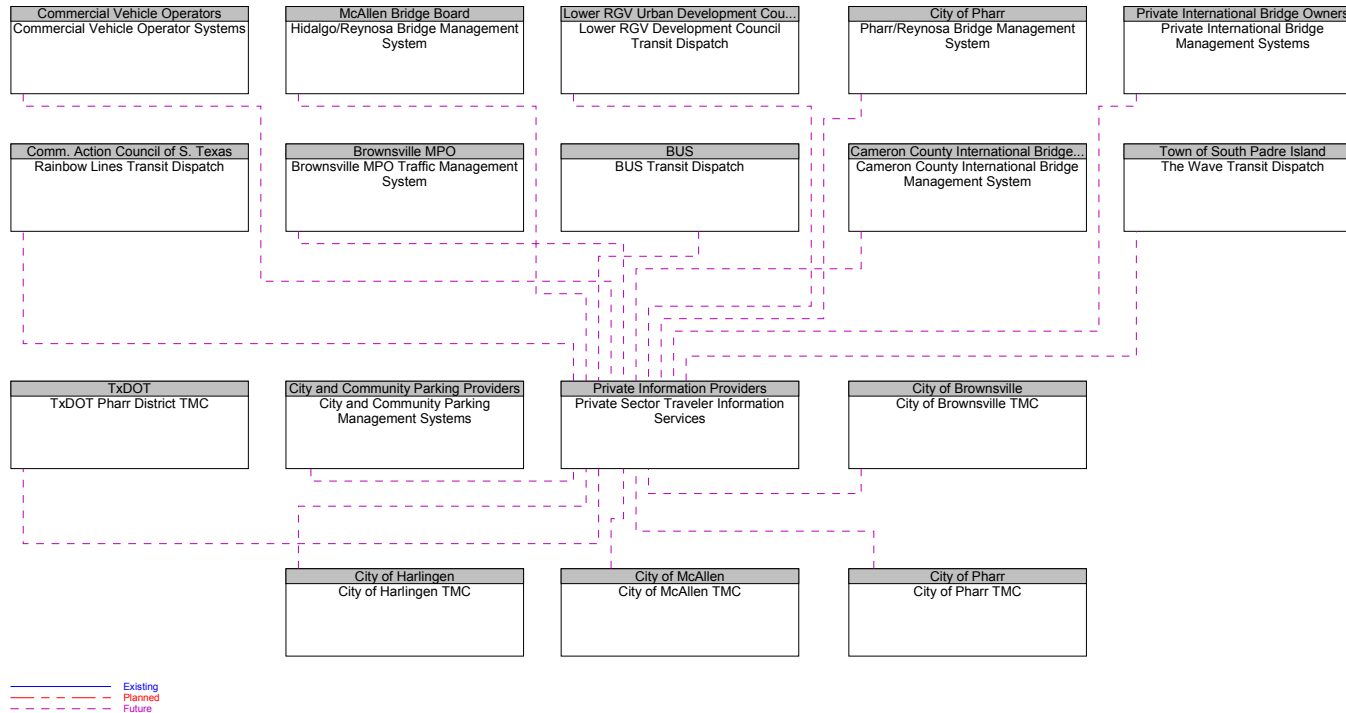 Commercial Vehicle Operators
Commercial Vehicle Operator Systems
McAllen Bridge Board
Hidalgo/Reynosa Bridge Management
System
Lower RGV Urban Development Cou...
Lower RGV Development Council
Transit Dispatch
City of Pharr
Pharr/Reynosa Bridge Management
System
Private International Bridge Owners
Private International Bridge
Management Systems
Comm. Action Council of S. Texas
Rainbow Lines Transit Dispatch
Brownsville MPO
Brownsville MPO Traffic Management
System
BUS
BUS Transit Dispatch
Cameron County International Bridge...
Cameron County International Bridge
Management System
Town of South Padre Island
The Wave Transit Dispatch
TxDOT
TxDOT Pharr District TMC
City and Community Parking Providers
City and Community Parking
Management Systems
Private Information Providers
Private Sector Traveler Information
Services
City of Brownsville
City of Brownsville TMC
City of Harlingen
City of Harlingen TMC
City of McAllen
City of McAllen TMC
City of Pharr
City of Pharr TMC
Existing
Planned
Future